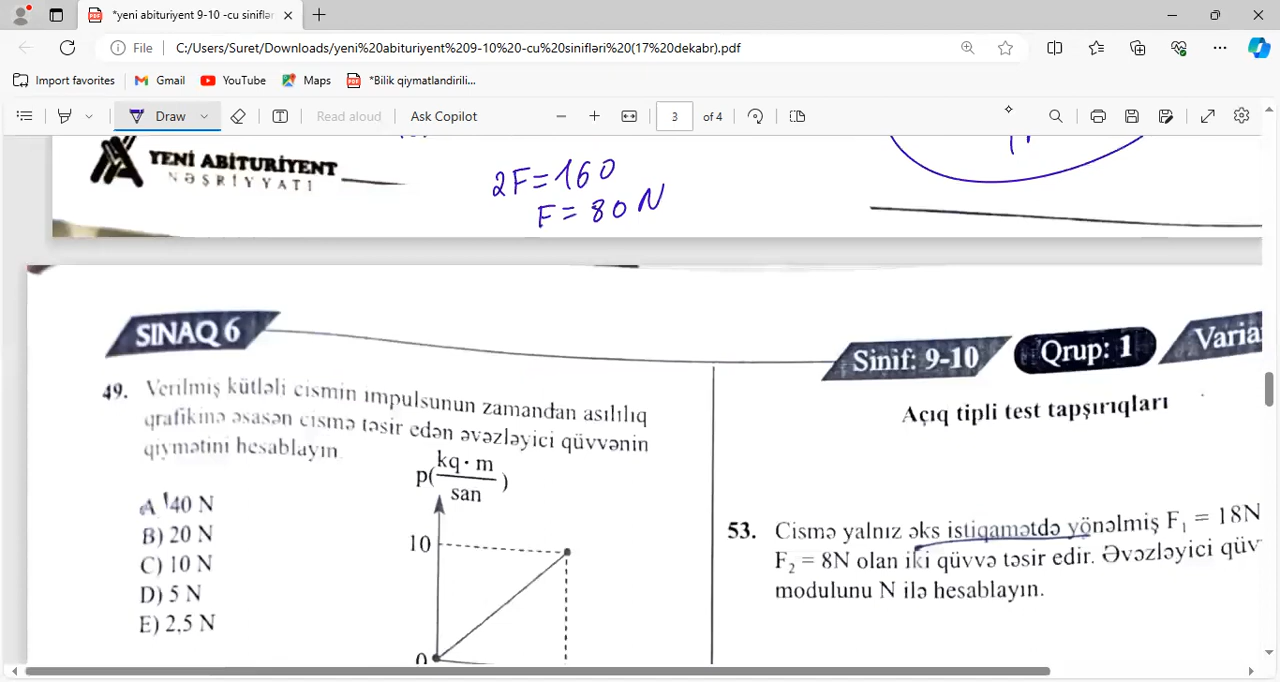 *yeni abituriyent 9-10 -cu siniflər
File
C:/Users/Suret/Downloads/yeni%20abituriyent%209-10%20-cu%20sinifləri%20(17%20dekabr).pdf
Import favorites
Gmail
YouTube
Maps
*Bilik qiymatlandirili...
Draw
Read aloud
Ask Copilot
3
of 4
YENİ ABİTURİYENT
NƏŞRİYYATI
2F=160
F=80 N
SINAQ 6
Sinif: 9-10
Qrup: 1
Varia
49. Verilmiş kütləli cismin impulsunun zamandan asılılıq
qrafikinə əsasən cismə təsir edən əvəzləyici qüvvənin
qiymətini hesablayın.
A) 40 N
B) 20 N
C) 10 N
D) 5 N
E) 2,5 N
p(kq · m
san)
10
0
Açıq tipli test tapşırıqları
53. Cismə yalnız əks istiqamətdə yönəlmiş F₁ = 18N
F₂ = 8N olan iki qüvvə təsir edir. Əvəzləyici qüv
modulunu N ilə hesablayın.